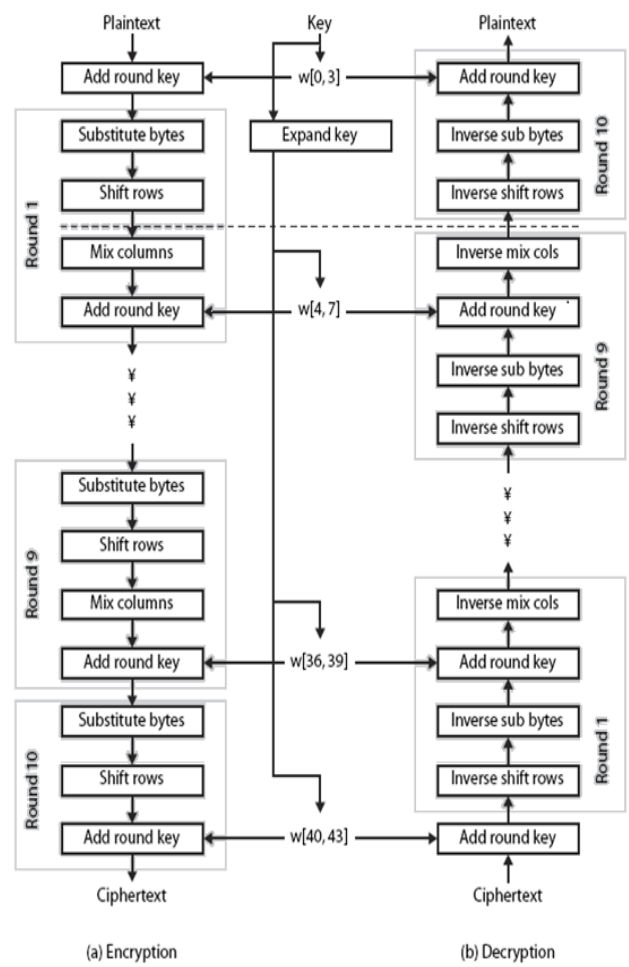 Plaintext
Key
Plaintext
Add round key
w[0, 3]
Add round key
Substitute bytes
Expand key
Inverse sub bytes
Shift rows
Inverse shift rows
Round 1
Round 10
Mix columns
Inverse mix cols
Add round key
w[4, 7]
Add round key
Inverse sub bytes
Round 9
Inverse shift rows
¥
¥
¥
¥
¥
¥
Substitute bytes
Shift rows
Round 9
Mix columns
Inverse mix cols
Add round key
w[36, 39]
Add round key
Substitute bytes
Inverse sub bytes
Round 10
Round 1
Shift rows
Inverse shift rows
Add round key
w[40, 43]
Add round key
Ciphertext
Ciphertext
(a) Encryption
(b) Decryption